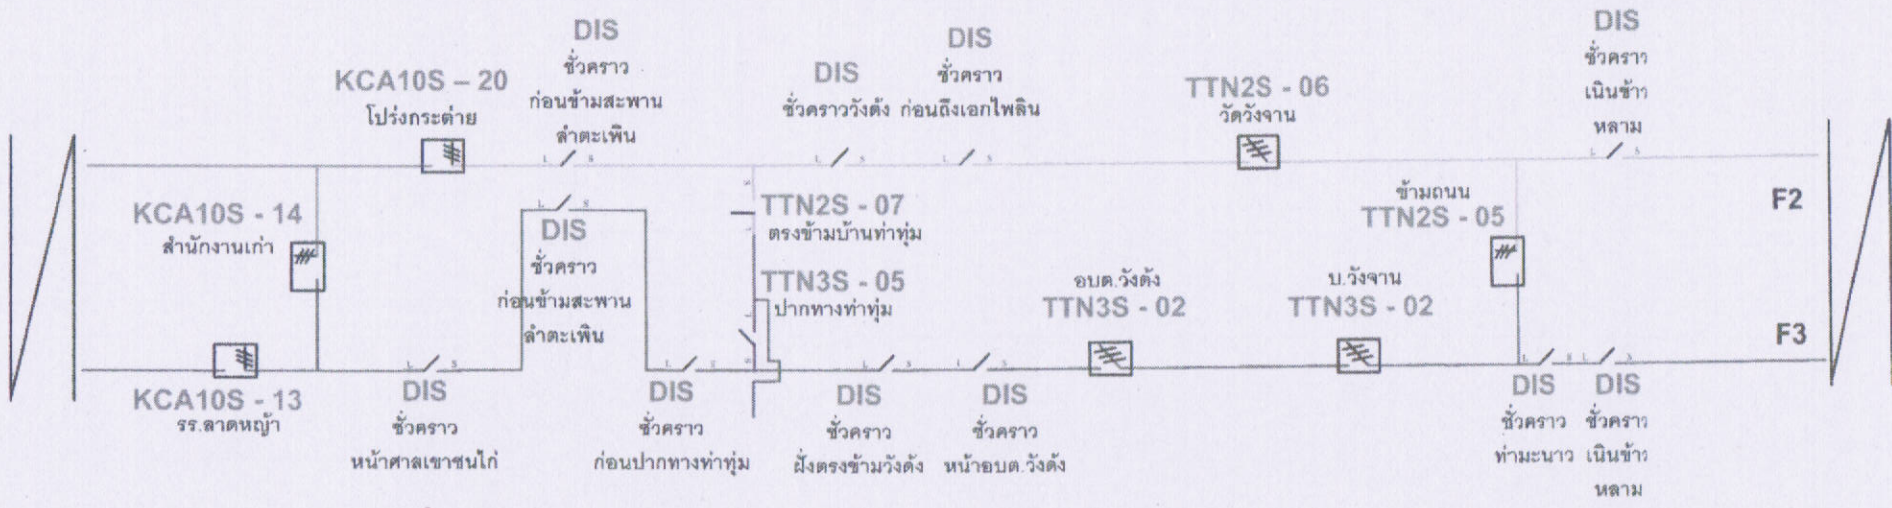 DIS
ชั่วคราว
ก่อนข้ามสะพาน
ลำตะเพิน
KCA10S – 20
โปร่งกระต่าย
DIS
ชั่วคราววังด้ง
DIS
ชั่วคราว
ก่อนถึงเอกไพลิน
TTN2S - 06
วัดวังจาน
DIS
ชั่วคราว
เนินข้าว
หลาม
L S
L S
L S
L S
KCA10S - 14
สำนักงานเก่า
L S
DIS
ชั่วคราว
ก่อนข้ามสะพาน
ลำตะเพิน
TTN2S - 07
ตรงข้ามบ้านท่าทุ่ม
TTN3S - 05
ปากทางท่าทุ่ม
อบต.วังด้ง
TTN3S - 02
บ.วังจาน
TTN3S - 02
ข้ามถนน
TTN2S - 05
F2
F3
KCA10S - 13
รร.ลาดหญ้า
L S
DIS
ชั่วคราว
หน้าศาลเขาชนไก่
L S
DIS
ชั่วคราว
ก่อนปากทางท่าทุ่ม
L S
DIS
ชั่วคราว
ฝั่งตรงข้ามวังด้ง
L S
DIS
ชั่วคราว
หน้าอบต.วังด้ง
L S
DIS
ชั่วคราว
ท่ามะนาว
L S
DIS
ชั่วคราว
เนินข้าว
หลาม